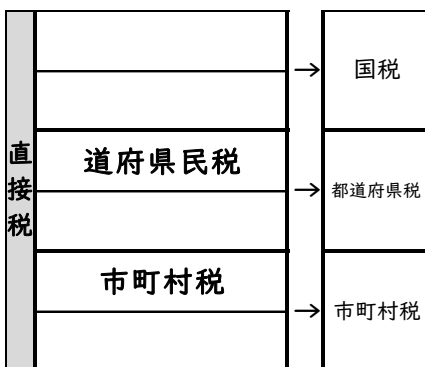 直接税
→ 国税
道府県民税
→ 都道府県税
市町村税
→ 市町村税